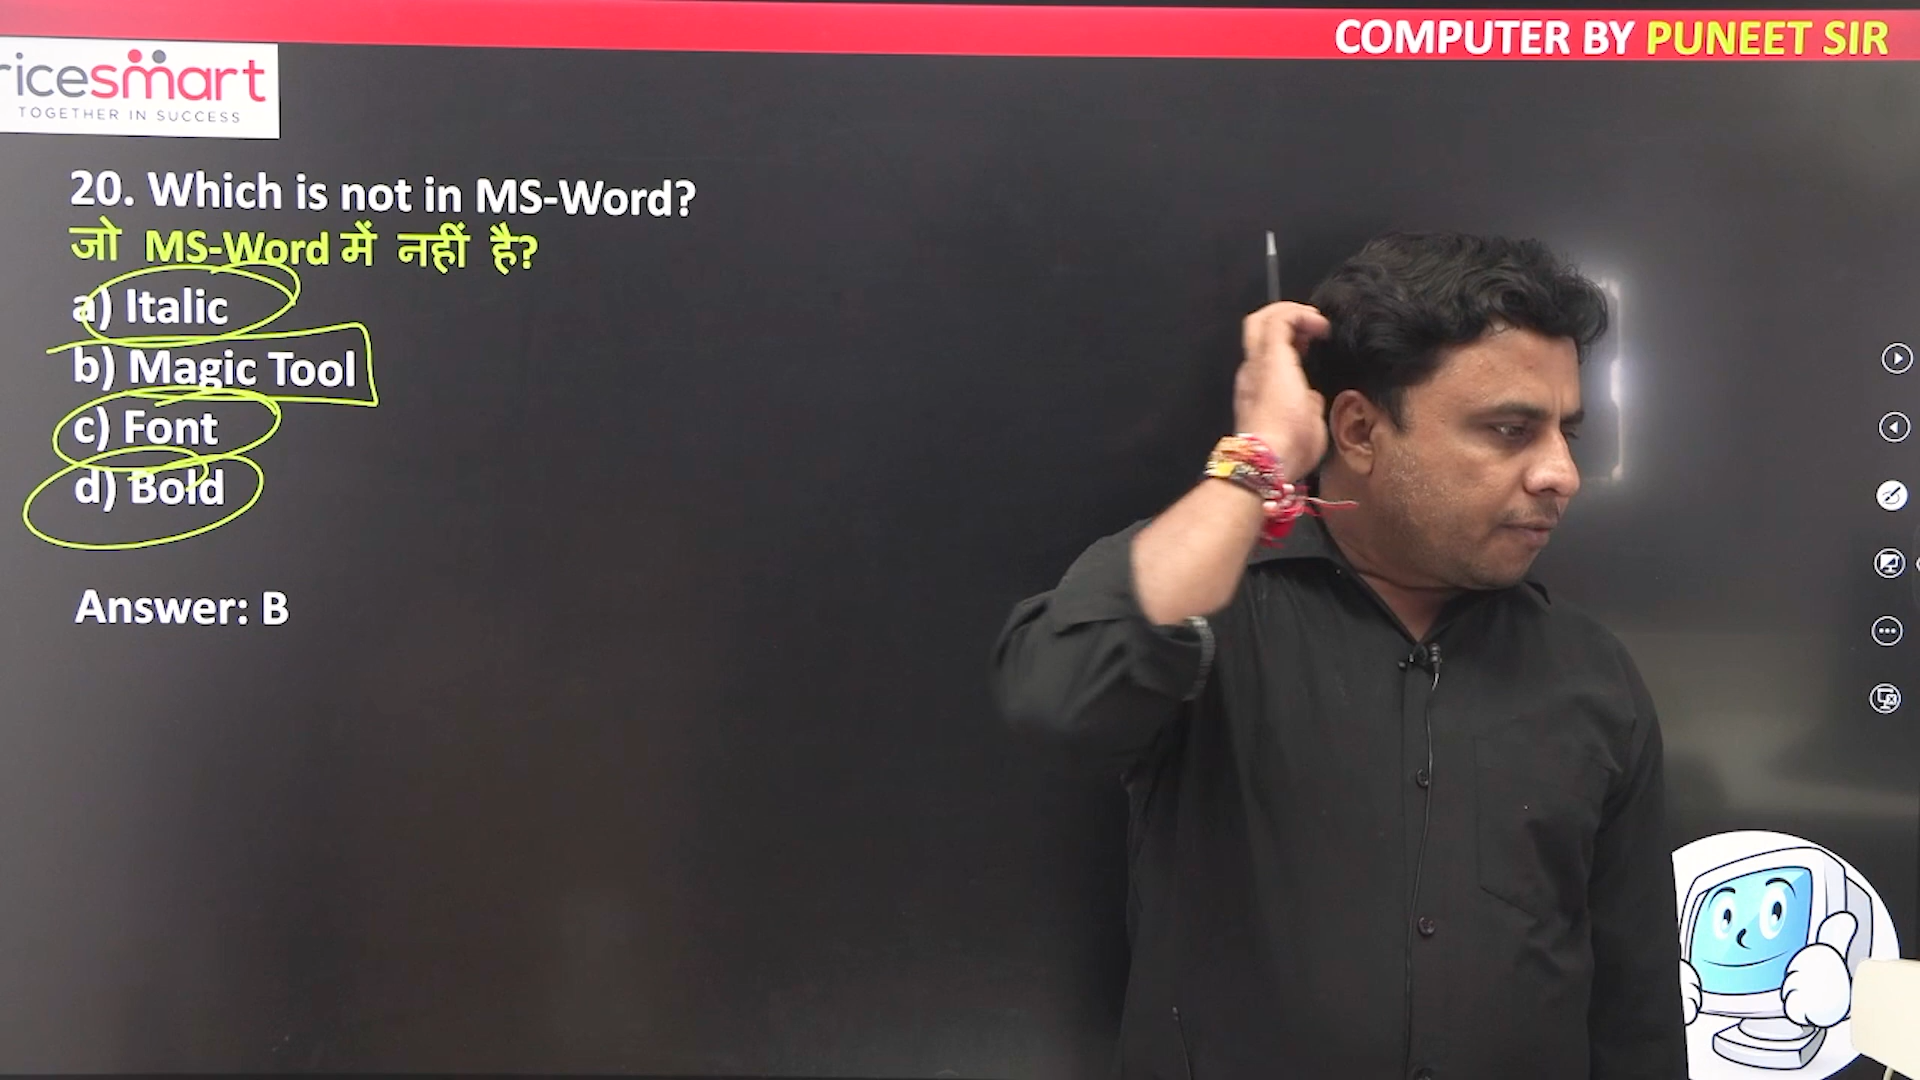 COMPUTER BY PUNEET SIR
ricesmart
TOGETHER IN SUCCESS
20. Which is not in MS-Word?
जो MS-Word में नहीं है?
a) Italic
b) Magic Tool
c) Font
d) Bold
Answer: B